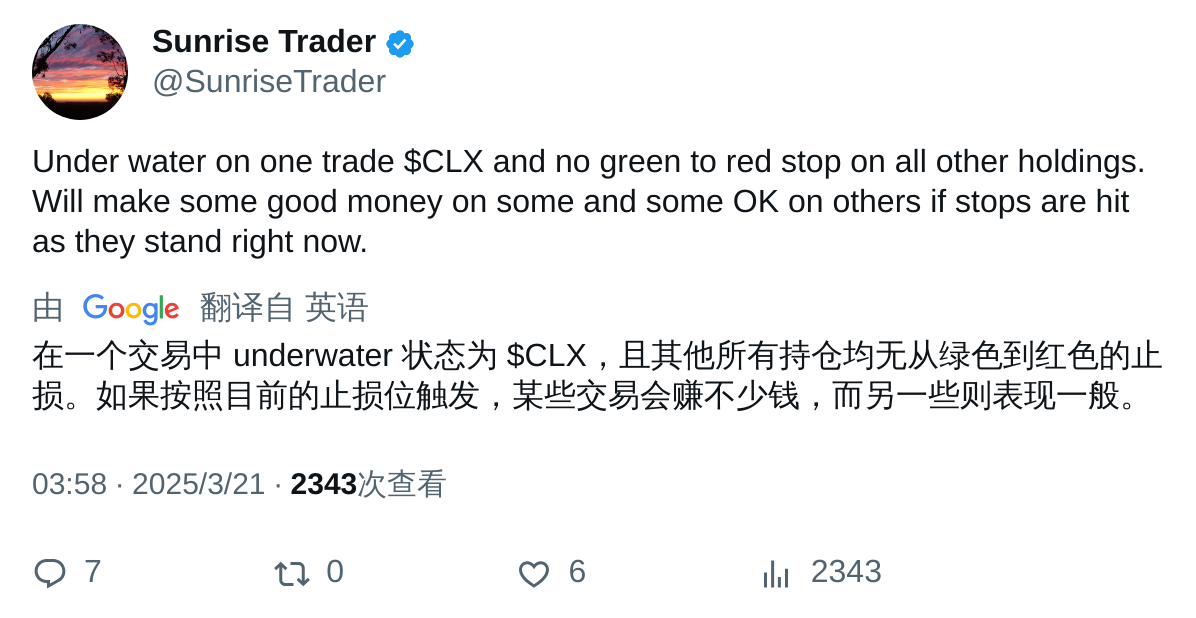 Sunrise Trader
@SunriseTrader
Under water on one trade $CLX and no green to red stop on all other holdings.
Will make some good money on some and some OK on others if stops are hit
as they stand right now.
由 Google 翻译自 英语
在一个交易中 underwater 状态为 $CLX，且其他所有持仓均无从绿色到红色的止
损。如果按照目前的止损位触发，某些交易会赚不少钱，而另一些则表现一般。
03:58 · 2025/3/21 · 2343次查看
7 0 6 2343